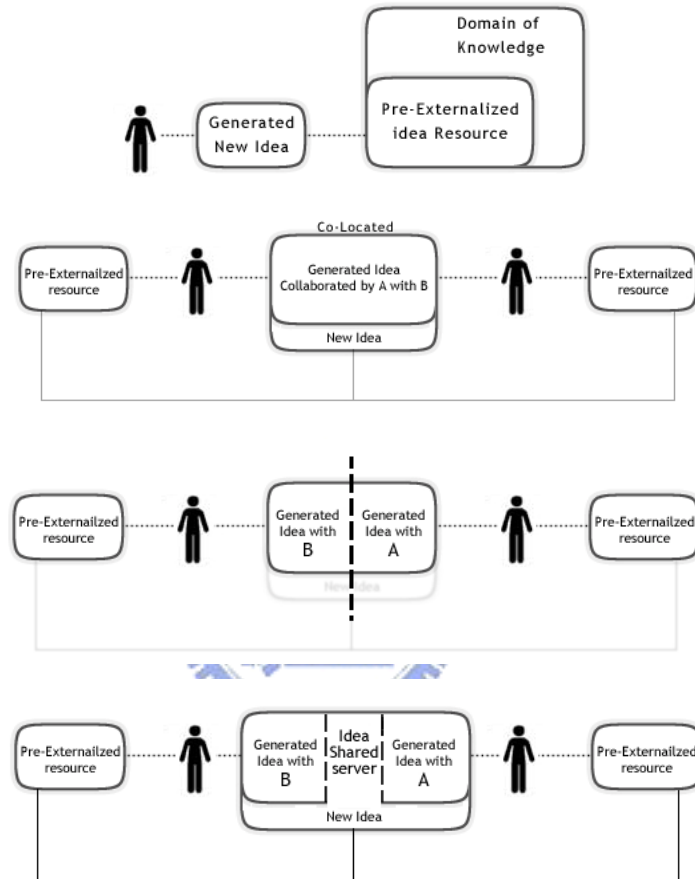 Domain of
Knowledge
Generated
New Idea
Pre-Externalized
idea Resource
Co-Located
Pre-Externailzed
resource
Generated Idea
Collaborated by A with B
Pre-Externailzed
resource
New Idea
Pre-Externailzed
resource
Generated
Idea with
B
Generated
Idea with
A
Pre-Externailzed
resource
New Idea
Pre-Externailzed
resource
Generated
Idea with
B
Idea
Shared
server
Generated
Idea with
A
Pre-Externailzed
resource
New Idea